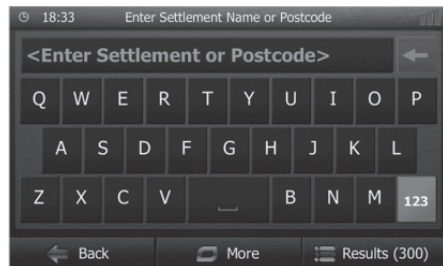 18:33 Enter Settlement Name or Postcode
<Enter Settlement or Postcode>
Q W E R T Y U I O P
A S D F G H J K L
Z X C V B N M 123
Back More Results (300)